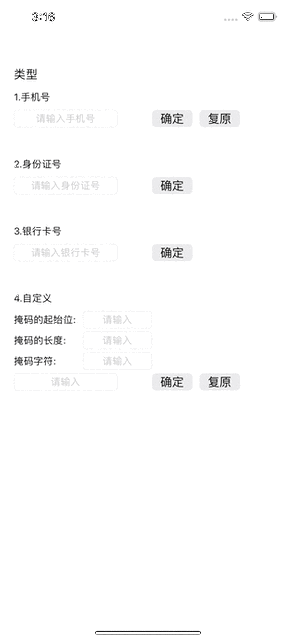 3:16
类型
1.手机号
请输入手机号 确定 复原
2.身份证号
请输入身份证号 确定
3.银行卡号
请输入银行卡号 确定
4.自定义
掩码的起始位: 请输入
掩码的长度: 请输入
掩码字符: 请输入
请输入 确定 复原